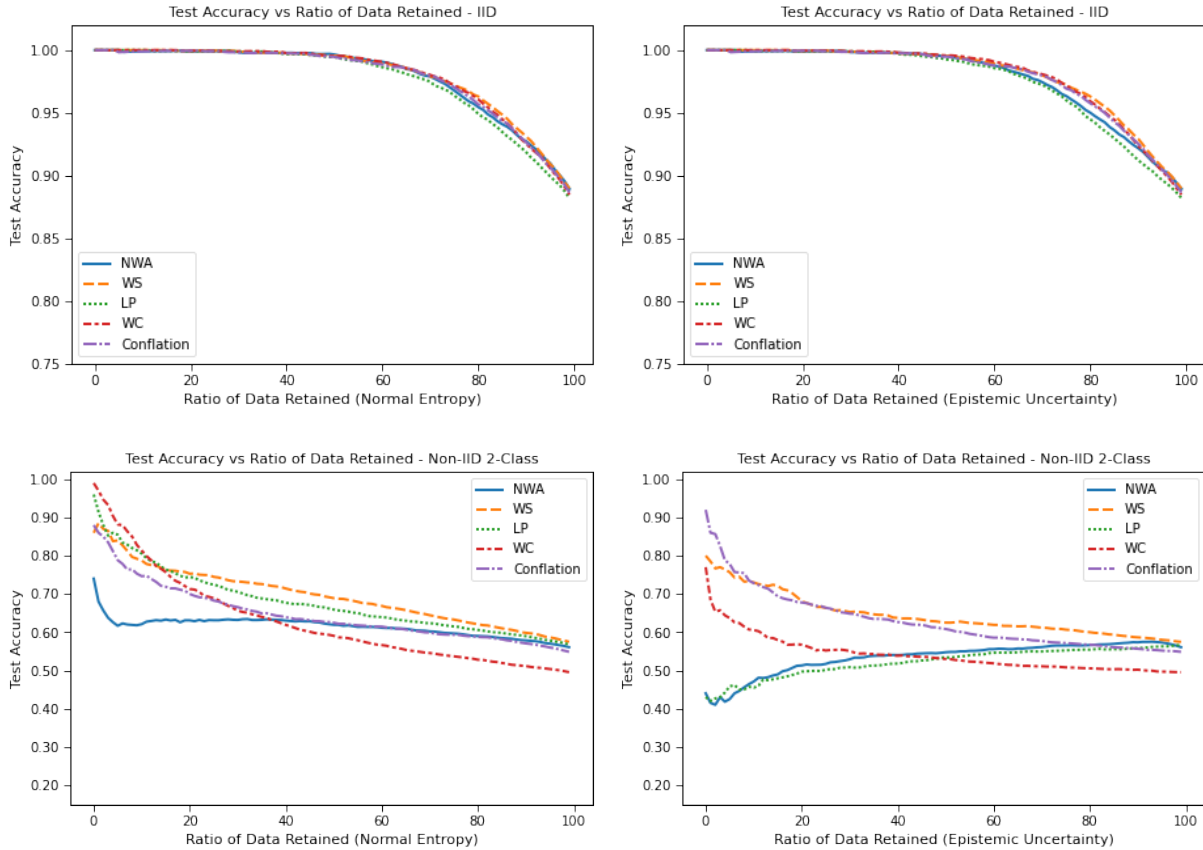 Test Accuracy vs Ratio of Data Retained - IID
1.00
0.95
0.90
0.85
0.80
0.75
Test Accuracy
NWA
WS
LP
WC
Conflation
0 20 40 60 80 100
Ratio of Data Retained (Normal Entropy)
Test Accuracy vs Ratio of Data Retained - IID
1.00
0.95
0.90
0.85
0.80
0.75
Test Accuracy
NWA
WS
LP
WC
Conflation
0 20 40 60 80 100
Ratio of Data Retained (Epistemic Uncertainty)
Test Accuracy vs Ratio of Data Retained - Non-IID 2-Class
1.00
0.90
0.80
0.70
0.60
0.50
0.40
0.30
0.20
Test Accuracy
NWA
WS
LP
WC
Conflation
0 20 40 60 80 100
Ratio of Data Retained (Normal Entropy)
Test Accuracy vs Ratio of Data Retained - Non-IID 2-Class
1.00
0.90
0.80
0.70
0.60
0.50
0.40
0.30
0.20
Test Accuracy
NWA
WS
LP
WC
Conflation
0 20 40 60 80 100
Ratio of Data Retained (Epistemic Uncertainty)